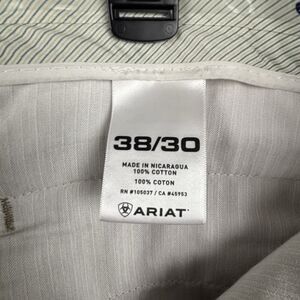 38/30
MADE IN NICARAGUA
100% COTTON
100% COTON
RN #105037 / CA #45953
ARIAT